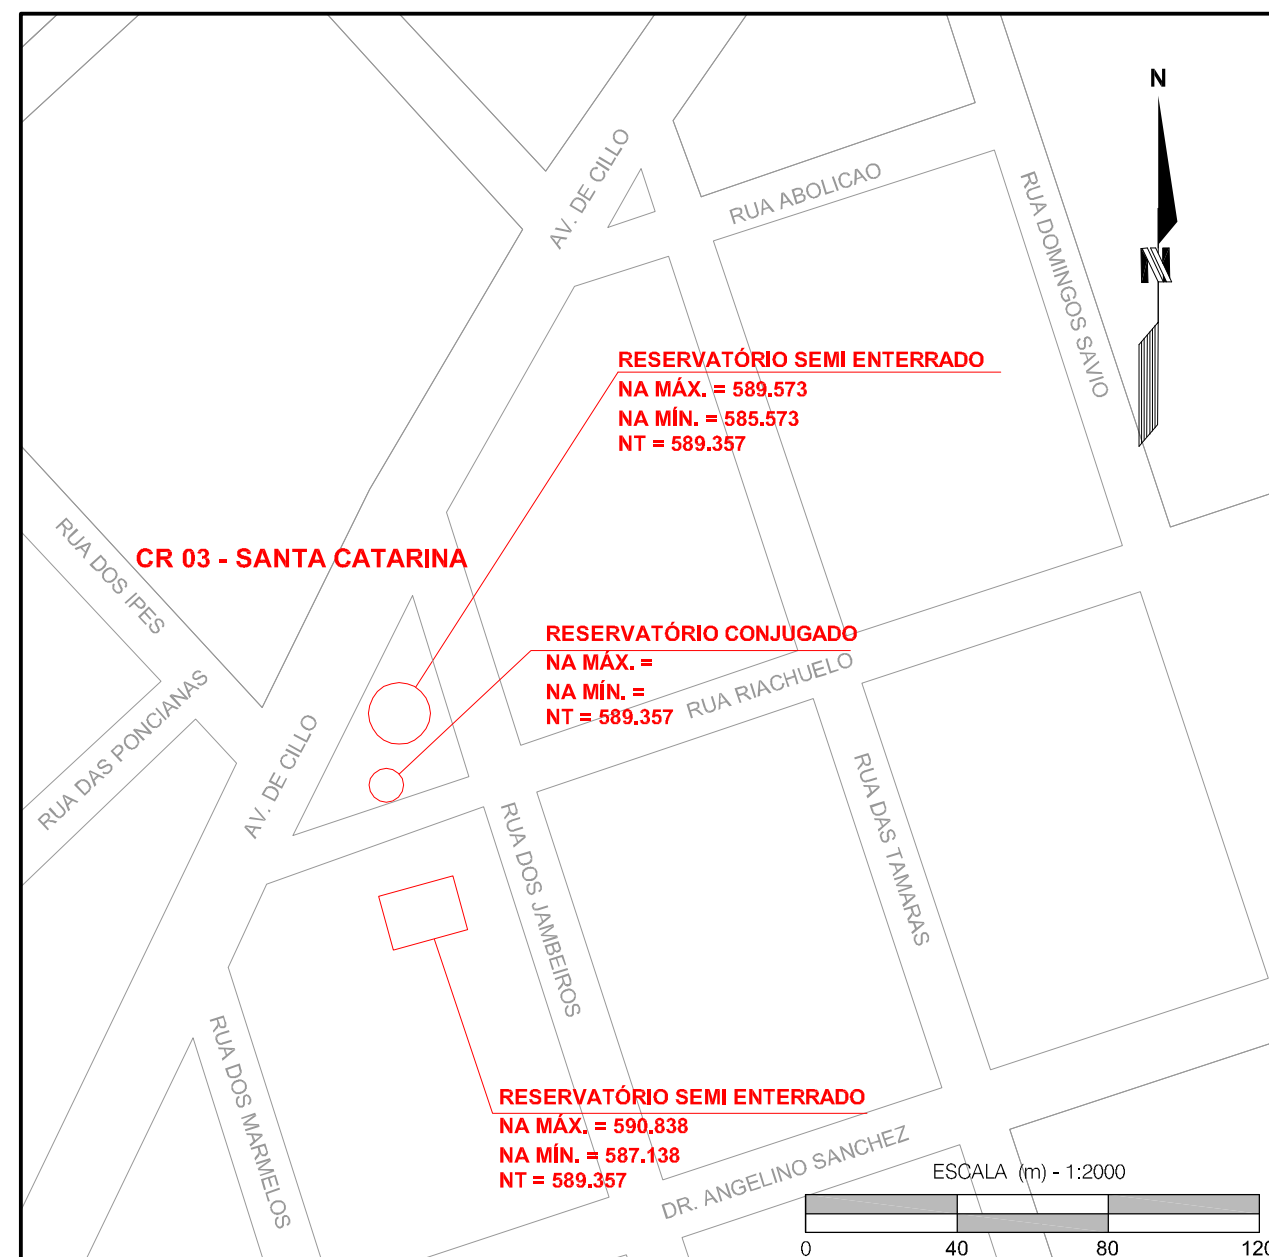 N
AV. DE CILLO
RUA ABOLICAO
RUA DOMINGOS SAVIO
N
RESERVATÓRIO SEMI ENTERRADO
NA MÁX. = 589.573
NA MÍN. = 585.573
NT = 589.357
RUA DOS IPES
CR 03 - SANTA CATARINA
RESERVATÓRIO CONJUGADO
NA MÁX. =
NA MÍN. =
NT = 589.357
RUA RIACHUELO
RUA DAS PONCIANAS
AV. DE CILLO
RUA DOS JAMBEIROS
RUA DAS TAMARAS
RUA DOS MARMELOS
RESERVATÓRIO SEMI ENTERRADO
NA MÁX. = 590.838
NA MÍN. = 587.138
NT = 589.357
DR. ANGELINO SANCHEZ
ESCALA (m) - 1:2000
0 40 80 120